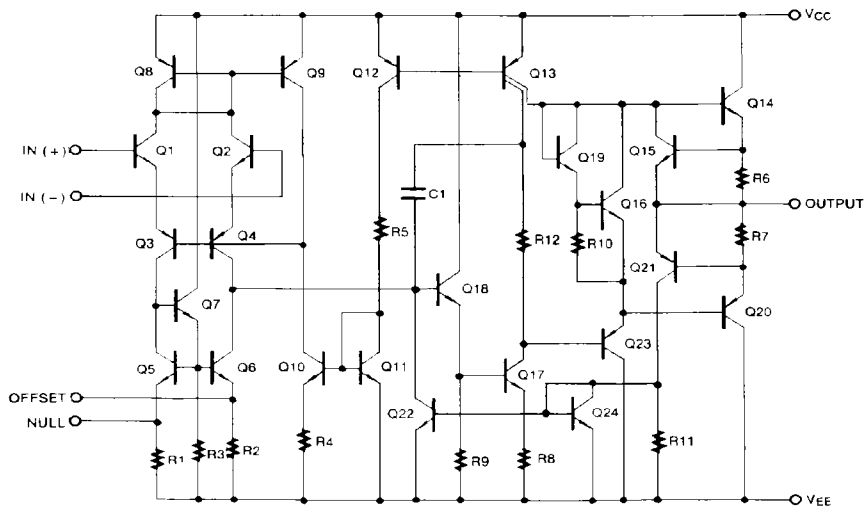 VCC
Q8
Q9
Q12
Q13
Q14
IN (+)
Q1
Q2
Q19
Q15
IN (−)
C1
R6
Q16
OUTPUT
Q3
Q4
R5
R12
R10
R7
Q21
Q7
Q18
Q20
Q5
Q6
Q10
Q11
Q17
Q23
OFFSET
NULL
Q22
Q24
R1
R3
R2
R4
R9
R8
R11
VEE